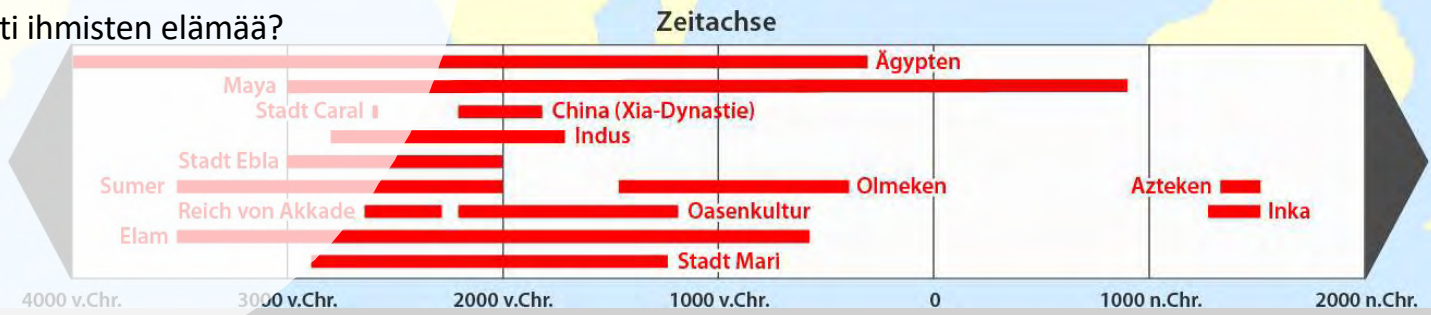 ti ihmisten elämää?
Zeitachse
Ägypten
Maya
Stadt Caral China (Xia-Dynastie)
Indus
Stadt Ebla
Sumer Olmeken Azteken
Reich von Akkade Oasenkultur Inka
Elam
Stadt Mari
4000 v.Chr. 3000 v.Chr. 2000 v.Chr. 1000 v.Chr. 0 1000 n.Chr. 2000 n.Chr.